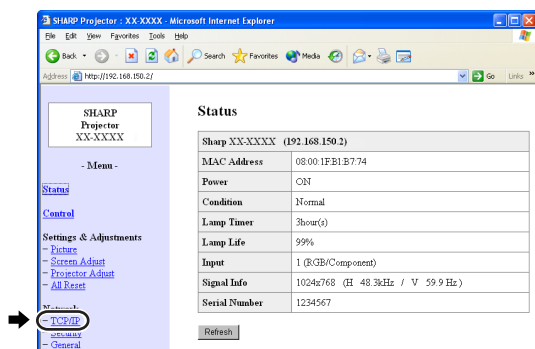 SHARP Projector : XX-XXXX - Microsoft Internet Explorer
File Edit View Favorites Tools Help
Back Search Favorites Media
Address http://192.168.150.2/ Go Links »
SHARP
Projector
XX-XXXX
- Menu -
Status
Control
Settings & Adjustments
– Picture
– Screen Adjust
– Projector Adjust
– All Reset
Network
– TCP/IP
– Security
– General
Status
Sharp XX-XXXX (192.168.150.2)
MAC Address 08:00:1F:B1:B7:74
Power ON
Condition Normal
Lamp Timer 3hour(s)
Lamp Life 99%
Input 1 (RGB/Component)
Signal Info 1024x768 (H 48.3kHz / V 59.9 Hz)
Serial Number 1234567
Refresh